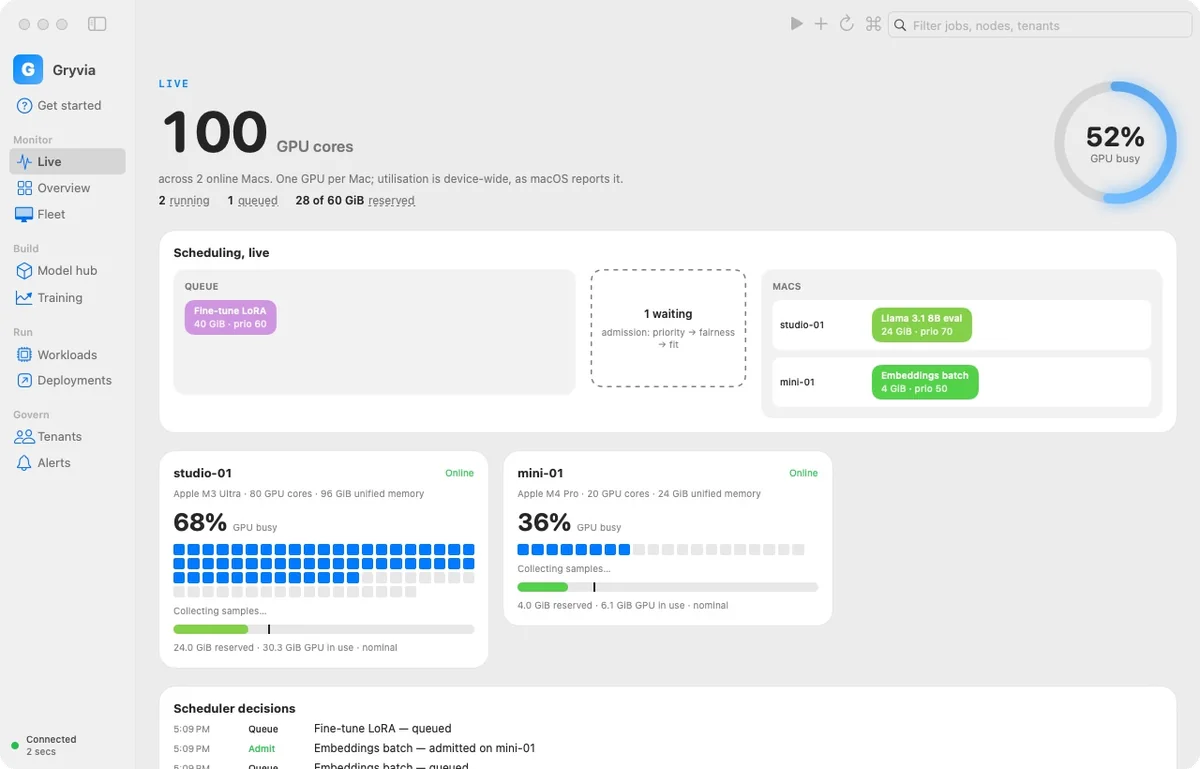 Filter jobs, nodes, tenants
G Gryvia
Get started
Monitor
Live
Overview
Fleet
Build
Model hub
Training
Run
Workloads
Deployments
Govern
Tenants
Alerts
Connected
2 secs
LIVE
100 GPU cores
across 2 online Macs. One GPU per Mac; utilisation is device-wide, as macOS reports it.
2 running 1 queued 28 of 60 GiB reserved
52%
GPU busy
Scheduling, live
QUEUE
Fine-tune LoRA
40 GiB · prio 60
1 waiting
admission: priority → fairness
→ fit
MACS
studio-01
Llama 3.1 8B eval
24 GiB · prio 70
mini-01
Embeddings batch
4 GiB · prio 50
studio-01 Online
Apple M3 Ultra · 80 GPU cores · 96 GiB unified memory
68% GPU busy
Collecting samples…
24.0 GiB reserved · 30.3 GiB GPU in use · nominal
mini-01 Online
Apple M4 Pro · 20 GPU cores · 24 GiB unified memory
36% GPU busy
Collecting samples…
4.0 GiB reserved · 6.1 GiB GPU in use · nominal
Scheduler decisions
5:09 PM Queue Fine-tune LoRA — queued
5:09 PM Admit Embeddings batch — admitted on mini-01
5:09 PM Queue Embeddings batch — queued